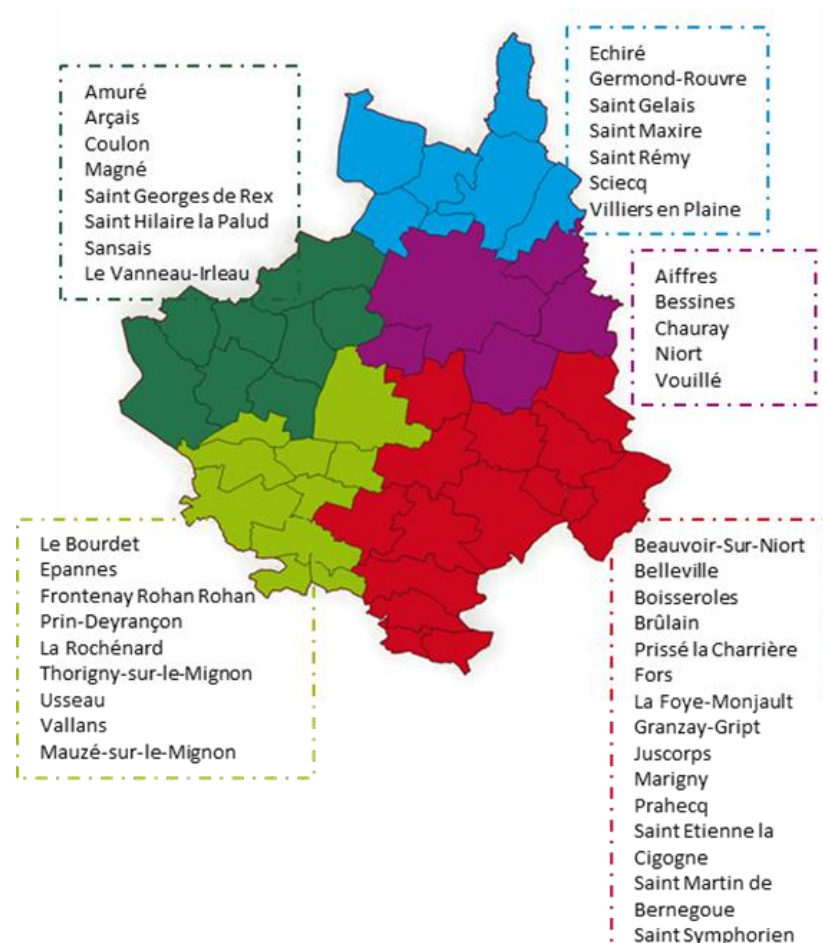 Amuré
Arçais
Coulon
Magné
Saint Georges de Rex
Saint Hilaire la Palud
Sansais
Le Vanneau-Irleau
Echiré
Germond-Rouvre
Saint Gelais
Saint Maxire
Saint Rémy
Sciecq
Villiers en Plaine
Aiffres
Bessines
Chauray
Niort
Vouillé
Le Bourdet
Epannes
Frontenay Rohan Rohan
Prin-Deyrançon
La Rochénard
Thorigny-sur-le-Mignon
Usseau
Vallans
Mauzé-sur-le-Mignon
Beauvoir-Sur-Niort
Belleville
Boisseroles
Brûlain
Prissé la Charrière
Fors
La Foye-Monjault
Granzay-Gript
Juscorps
Marigny
Prahecq
Saint Etienne la
Cigogne
Saint Martin de
Bernegoue
Saint Symphorien